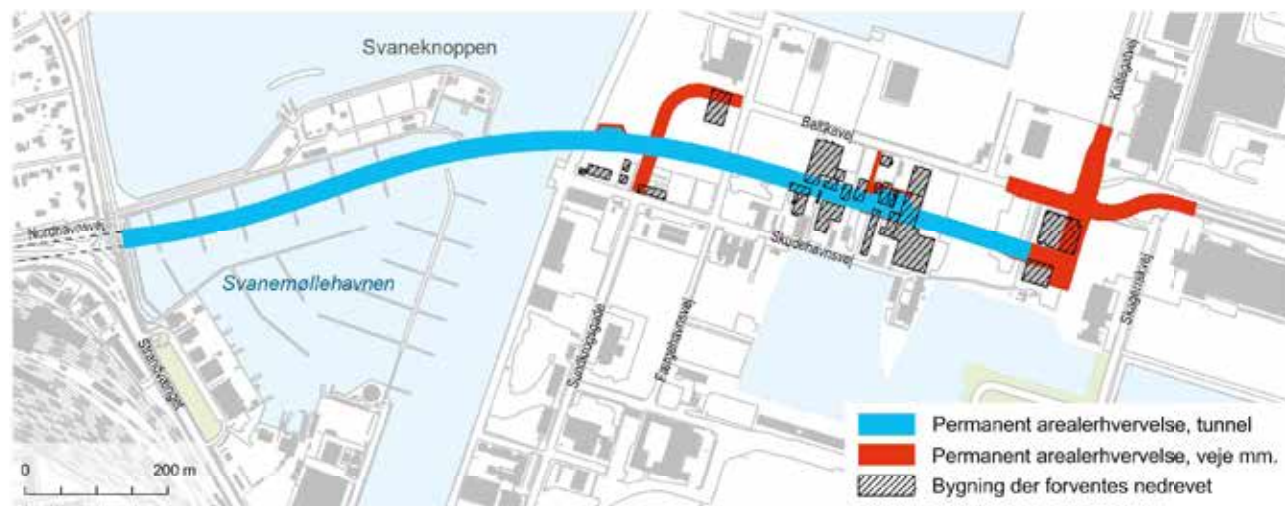 Svaneknoppen
Kattegatvej
Baltikavej
Nordhavnsvej
Skudehavnsvej
Svanemøllehavnen
Skagerrakvej
Sundkrogsgade
Færgehavnsvej
Strandvænget
0 200 m
Permanent arealerhvervelse, tunnel
Permanent arealerhvervelse, veje mm.
Bygning der forventes nedrevet